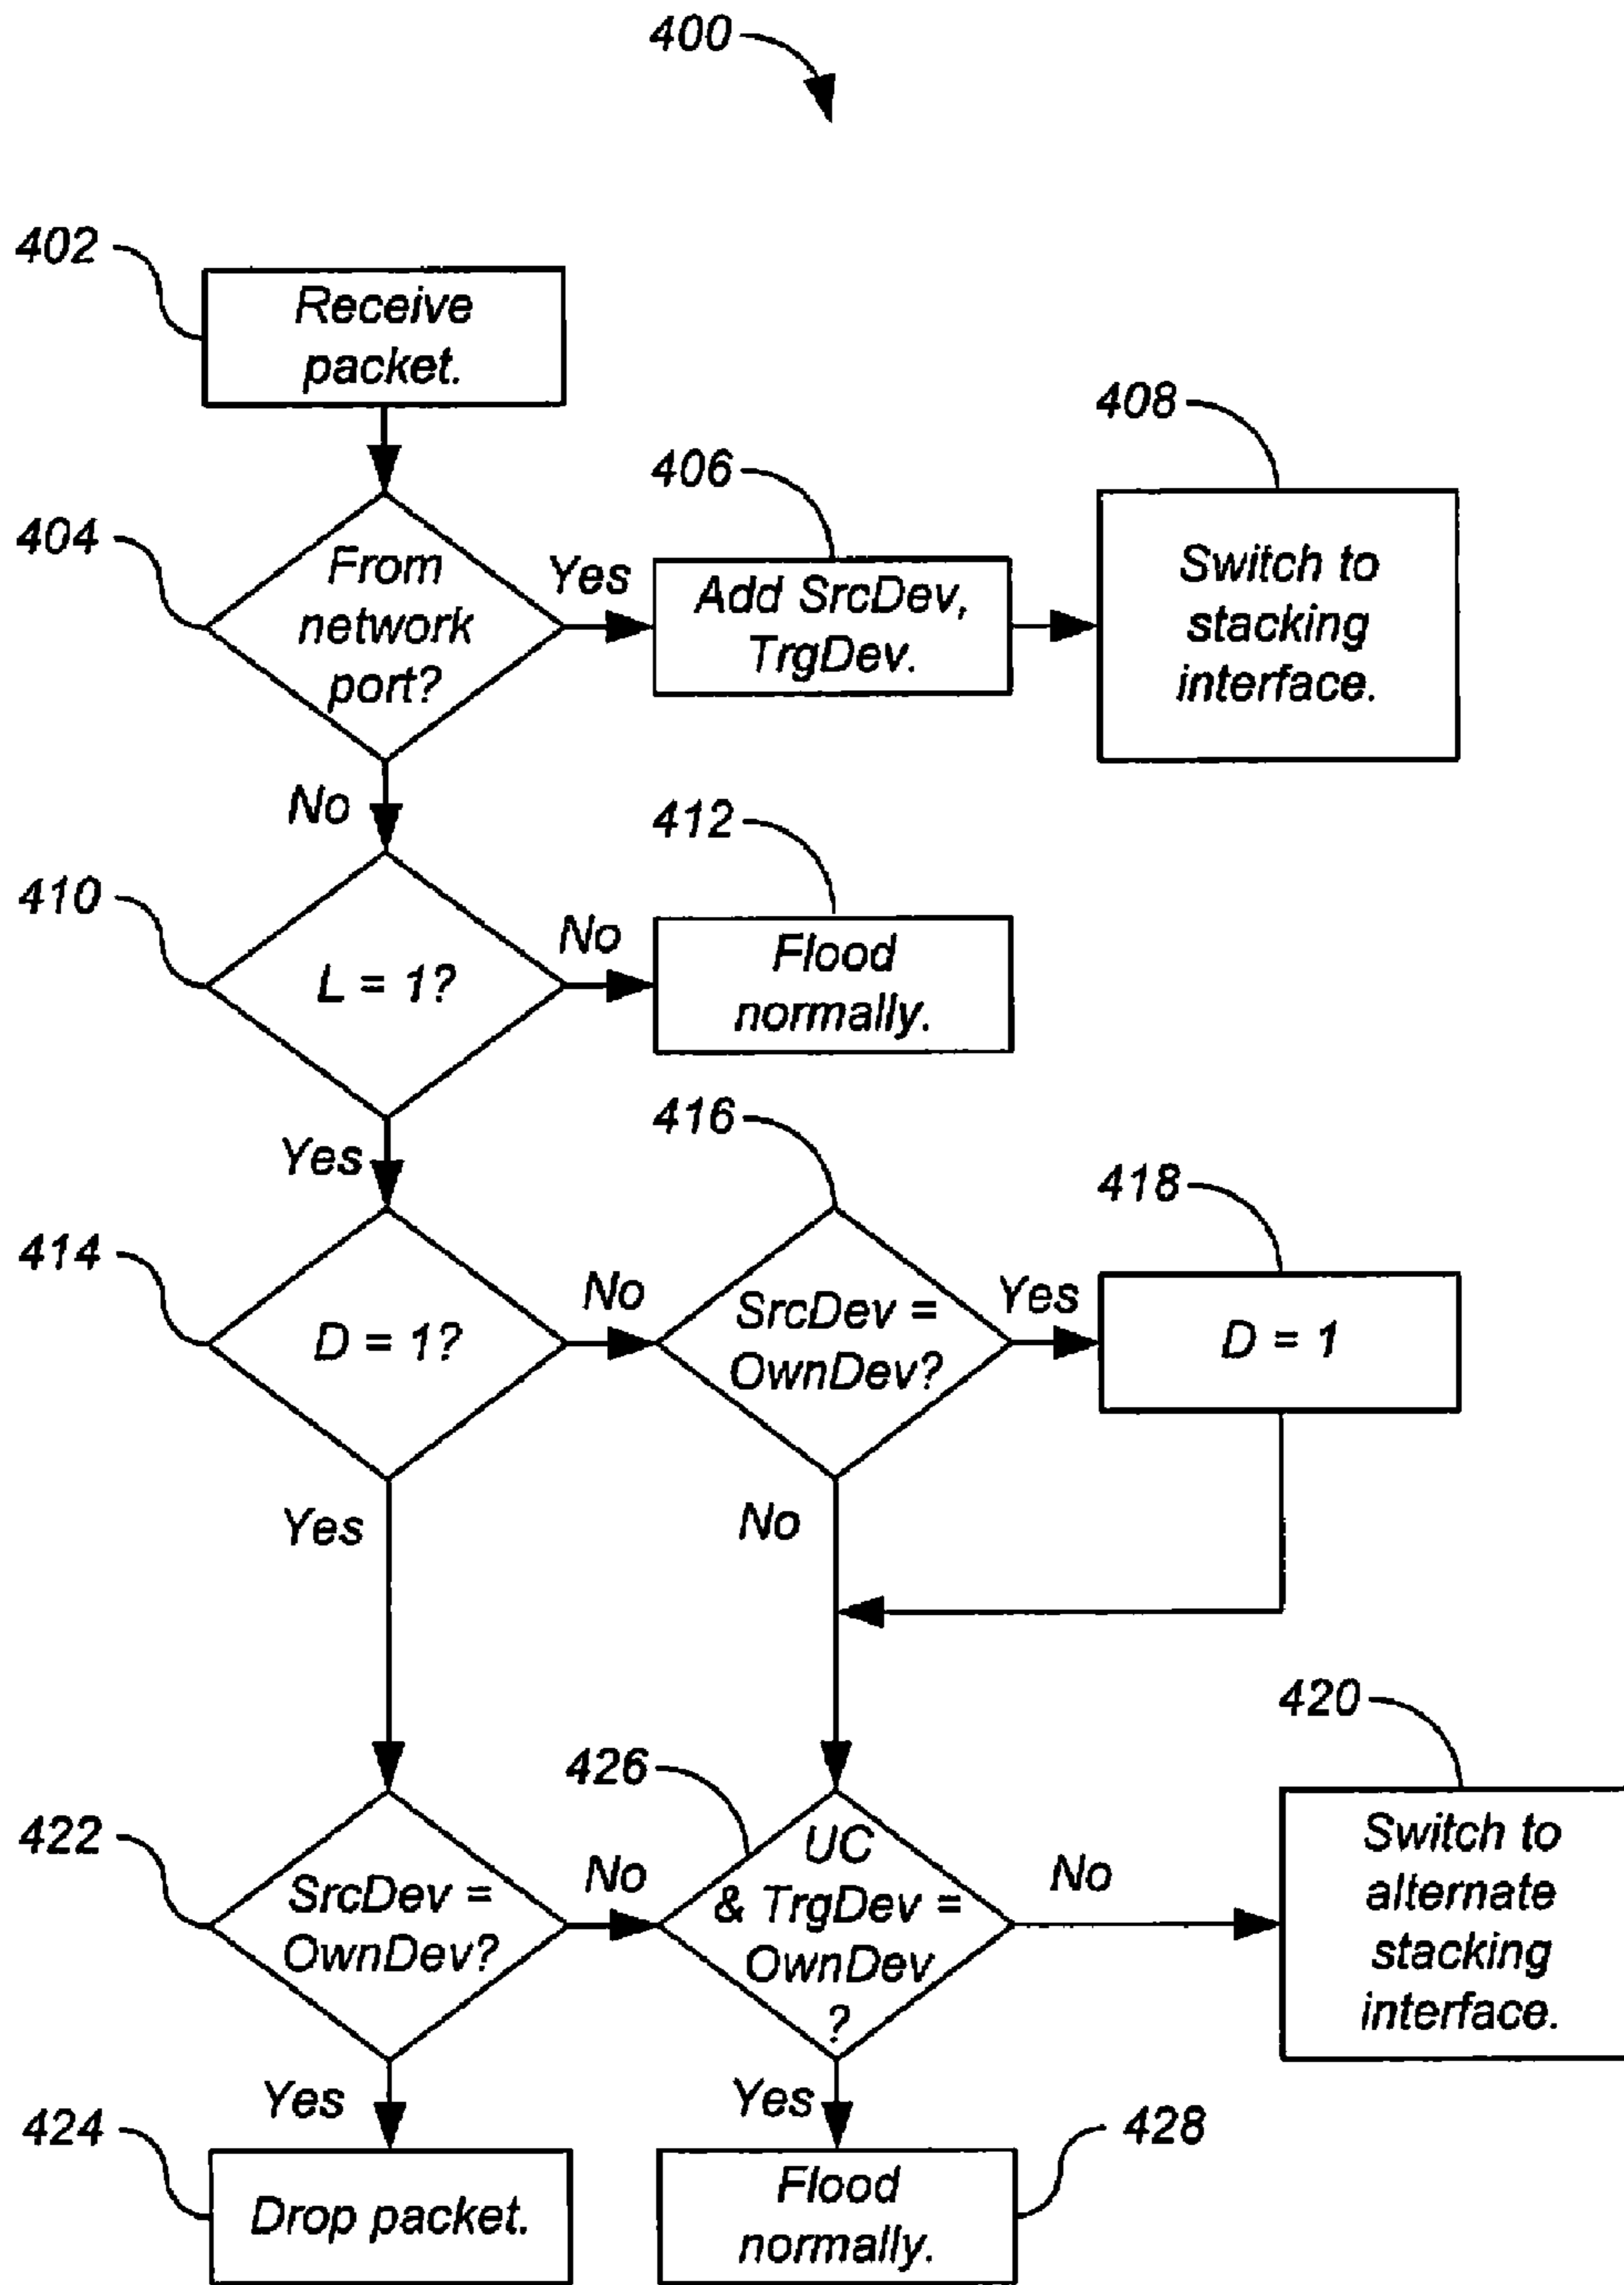 400
402
Receive
packet.
408
406
404
From
network
port?
Yes
Add SrcDev,
TrgDev.
Switch to
stacking
interface.
No
412
410
L = 1?
No
Flood
normally.
Yes
416
418
414
D = 1?
No
SrcDev =
OwnDev?
Yes
D = 1
Yes
No
420
426
422
SrcDev =
OwnDev?
No
UC
& TrgDev =
OwnDev
?
No
Switch to
alternate
stacking
interface.
Yes
Yes
424
Drop packet.
428
Flood
normally.